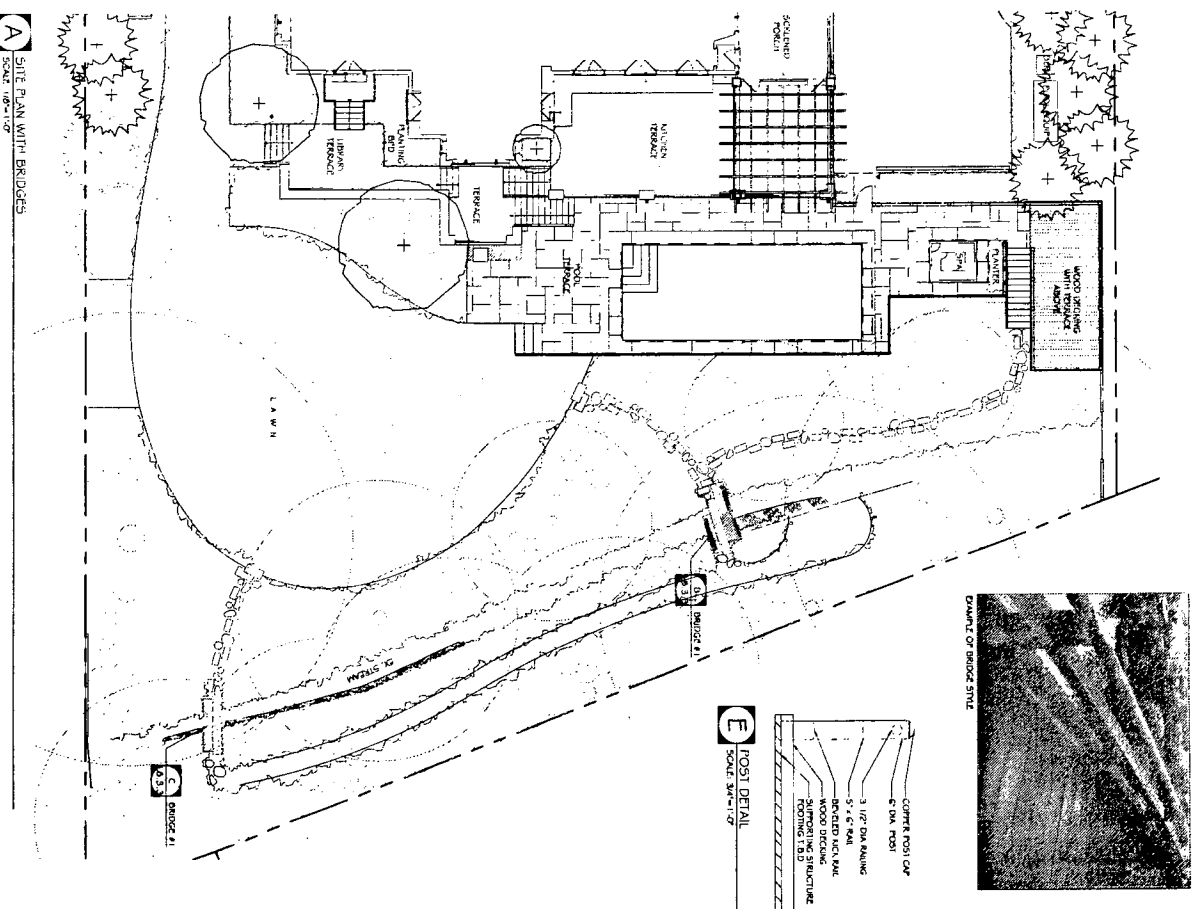 A
SITE PLAN WITH BRIDGES
SCALE: 1/8"=1'-0"
SCREENED
PORCH
KITCHEN
TERRACE
PLANTING
BED
LIBRARY
TERRACE
TERRACE
POOL
TERRACE
SPA
PLANTER
WOOD DECKING
WITH TERRACE
ABOVE
LAWN
EX. STREAM
BRIDGE #1
C
BRIDGE #1
EXAMPLE OF BRIDGE STYLE
E
POST DETAIL
SCALE: 3/4"=1'-0"
COPPER POST CAP
6" DIA. POST
3 1/2" DIA RAILING
5" x 6" RAIL
BEVELED KICK RAIL
WOOD DECKING
SUPPORTING STRUCTURE
FOOTING T.B.D